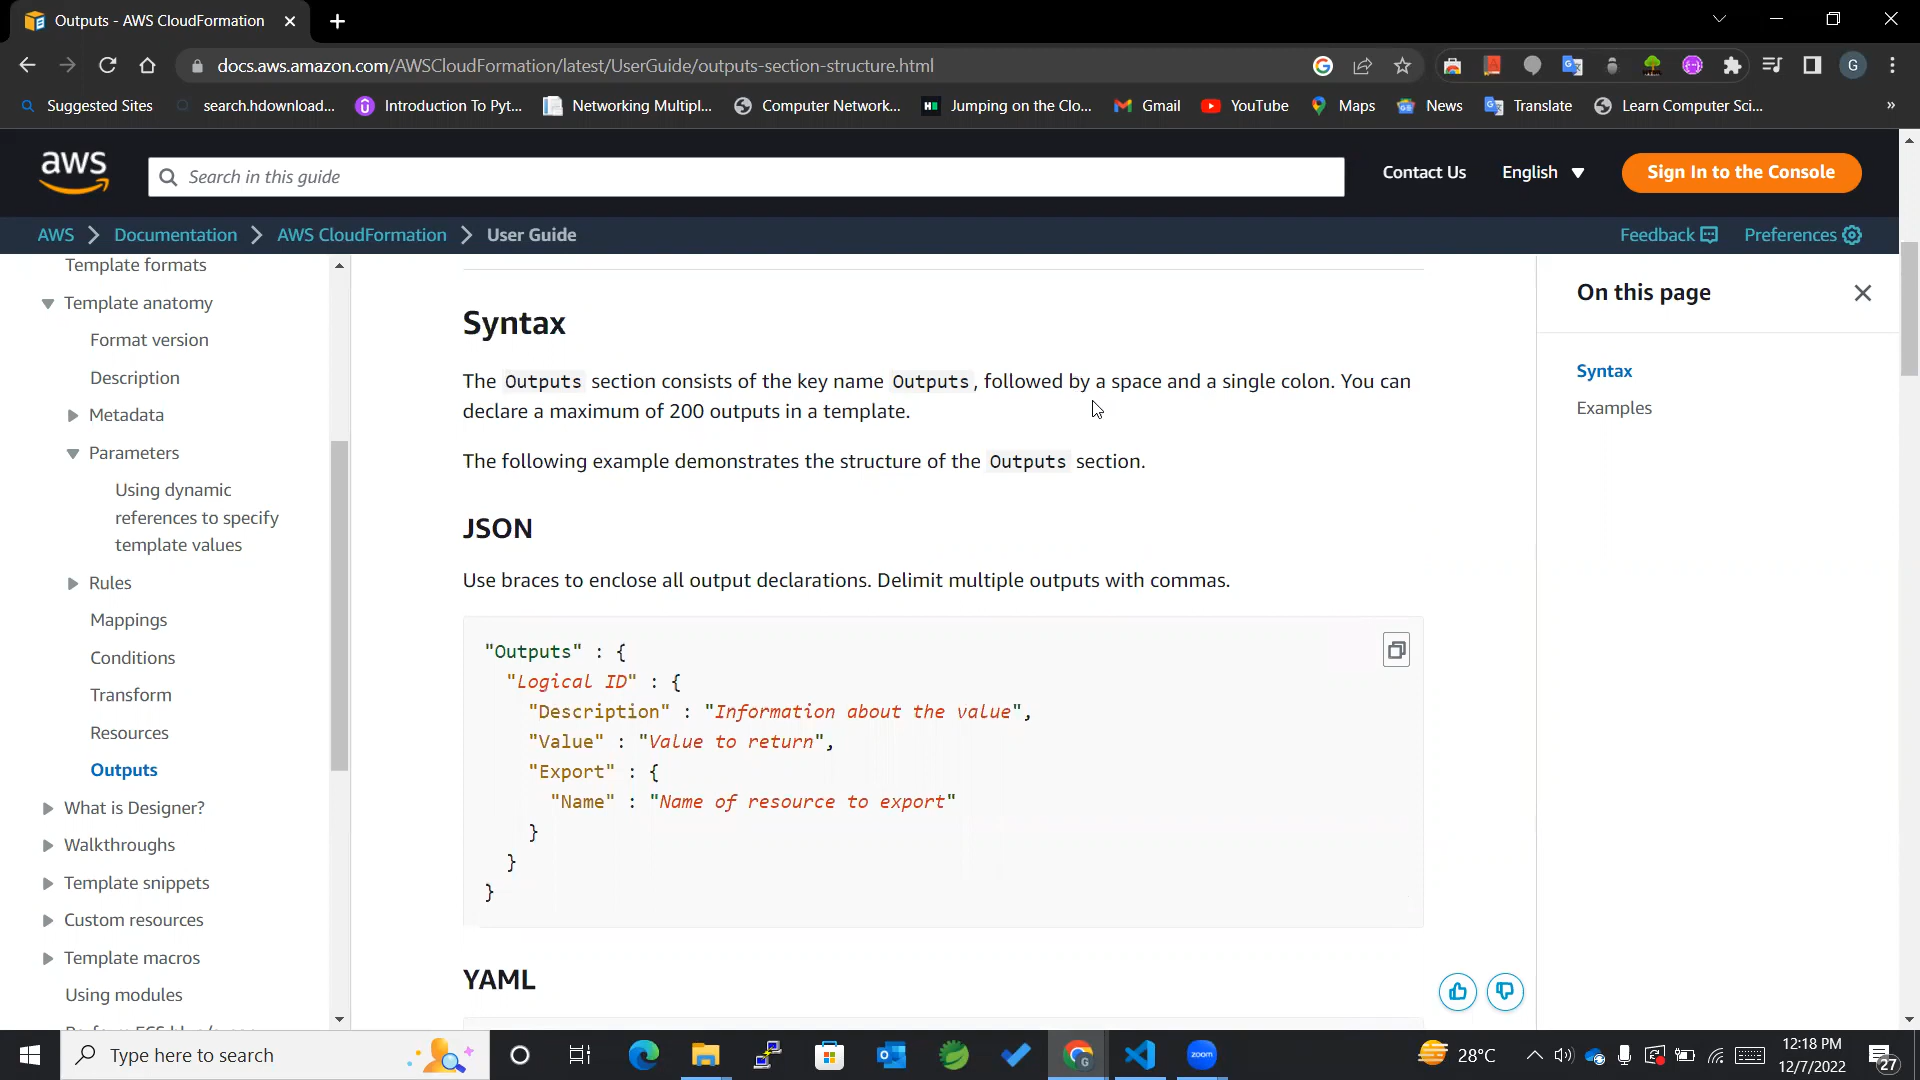 Outputs - AWS CloudFormation
docs.aws.amazon.com/AWSCloudFormation/latest/UserGuide/outputs-section-structure.html
G
Suggested Sites
search.hdownload...
Introduction To Pyt...
Networking Multipl...
Computer Network...
Jumping on the Clo...
Gmail
YouTube
Maps
News
Translate
Learn Computer Sci...
»
aws
Search in this guide
Contact Us
English
Sign In to the Console
AWS
Documentation
AWS CloudFormation
User Guide
Feedback
Preferences
Template formats
Template anatomy
Format version
Description
Metadata
Parameters
Using dynamic
references to specify
template values
Rules
Mappings
Conditions
Transform
Resources
Outputs
What is Designer?
Walkthroughs
Template snippets
Custom resources
Template macros
Using modules
Syntax
The Outputs section consists of the key name Outputs, followed by a space and a single colon. You can
declare a maximum of 200 outputs in a template.
The following example demonstrates the structure of the Outputs section.
JSON
Use braces to enclose all output declarations. Delimit multiple outputs with commas.
"Outputs" : {
"Logical ID" : {
"Description" : "Information about the value",
"Value" : "Value to return",
"Export" : {
"Name" : "Name of resource to export"
}
}
}
YAML
On this page
Syntax
Examples
Type here to search
zoom
28°C
12:18 PM
12/7/2022
27